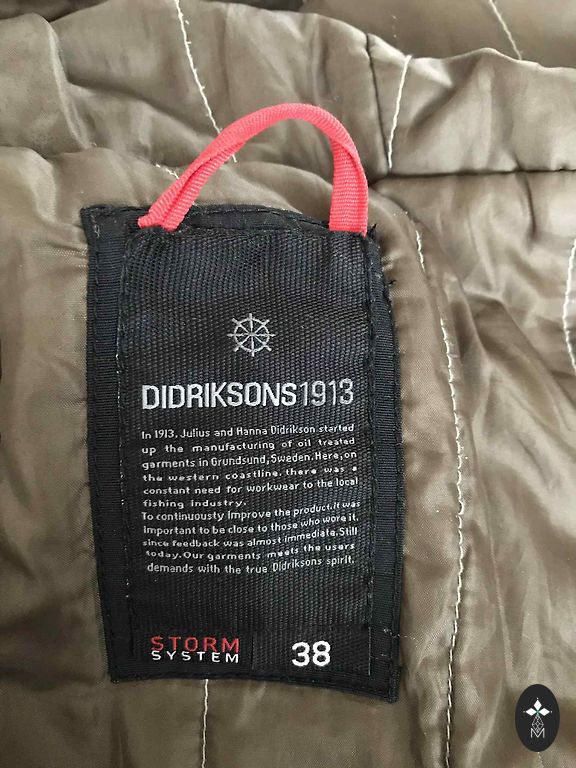 DIDRIKSONS1913
In 1913, Julius and Hanna Didrikson started
up the manufacturing of oil treated
garments in Grundsund, Sweden. Here, on
the western coastline, there was a
constant need for workwear to the local
fishing industry.
To continuously improve the product, it was
important to be close to those who wore it,
since feedback was almost immediate. Still
today. Our garments meets the users
demands with the true Didriksons spirit.
STORM
SYSTEM
38
M